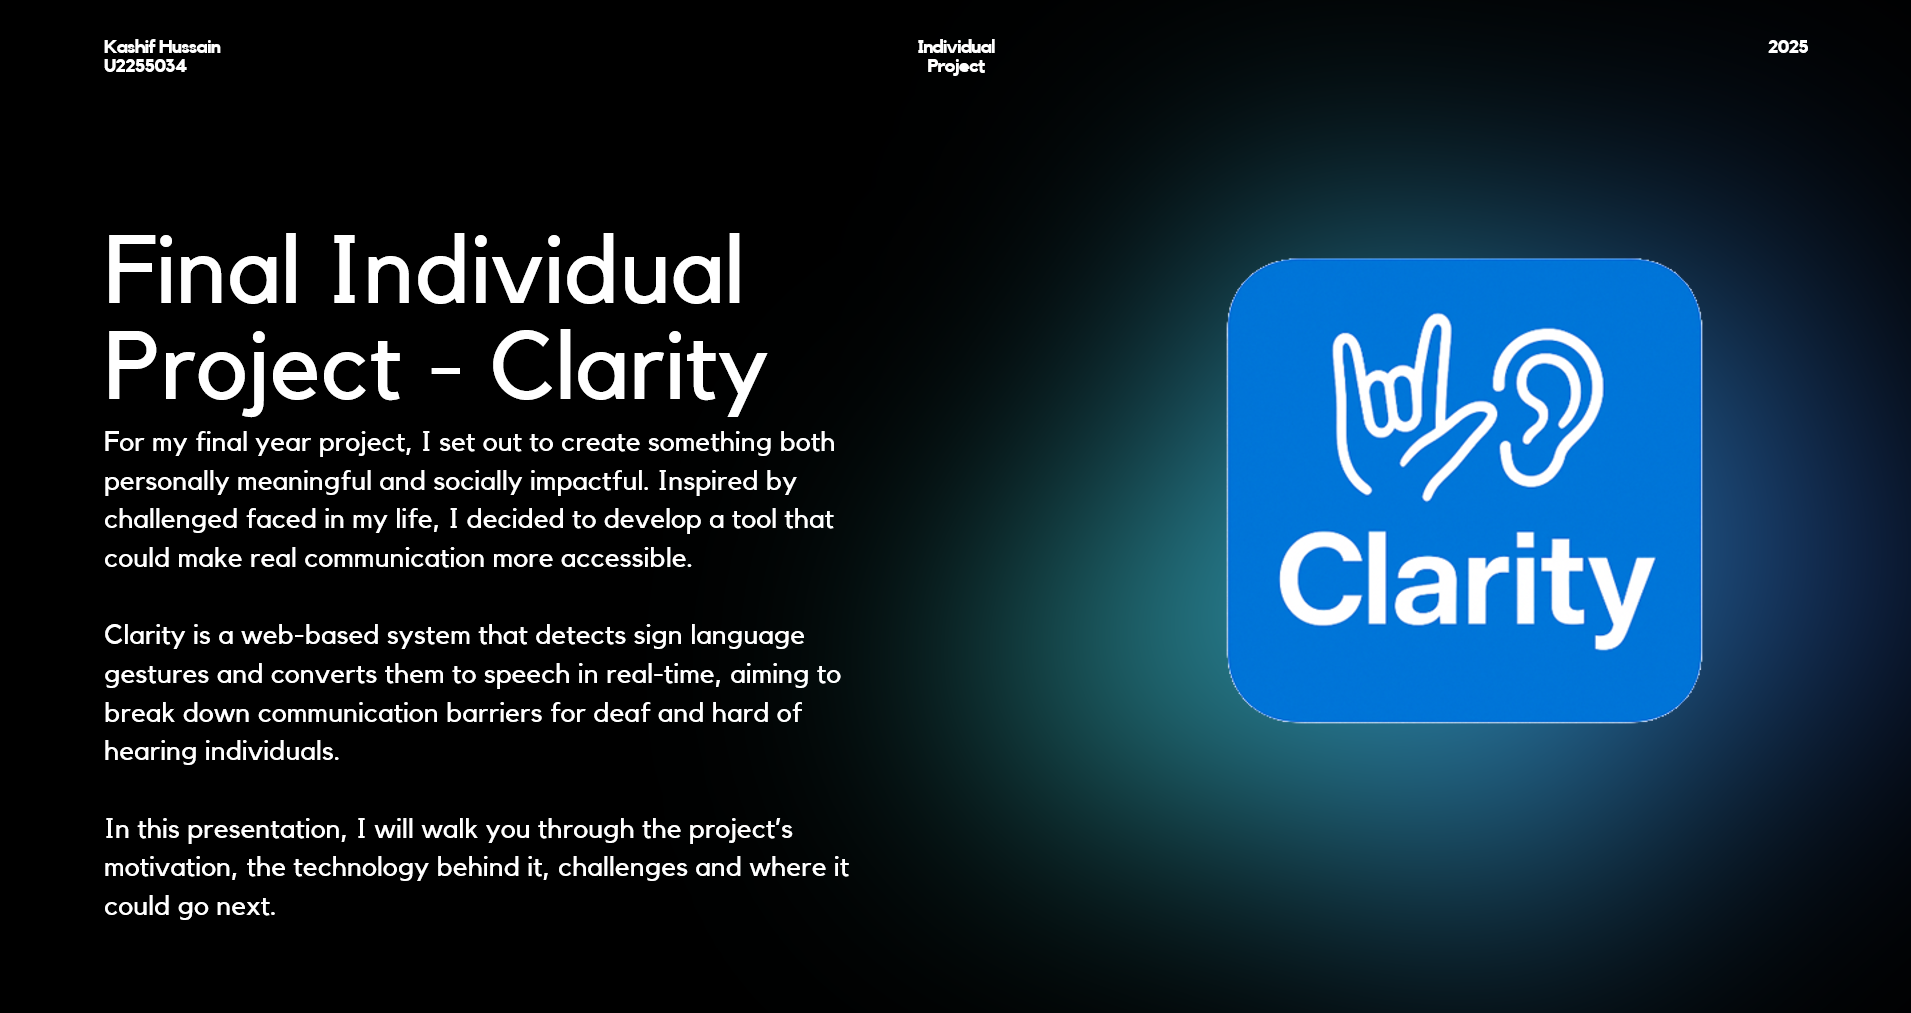 Kashif Hussain
U2255034
Individual
Project
2025
Final Individual
Project - Clarity
For my final year project, I set out to create something both
personally meaningful and socially impactful. Inspired by
challenged faced in my life, I decided to develop a tool that
could make real communication more accessible.
Clarity is a web-based system that detects sign language
gestures and converts them to speech in real-time, aiming to
break down communication barriers for deaf and hard of
hearing individuals.
In this presentation, I will walk you through the project’s
motivation, the technology behind it, challenges and where it
could go next.
Clarity